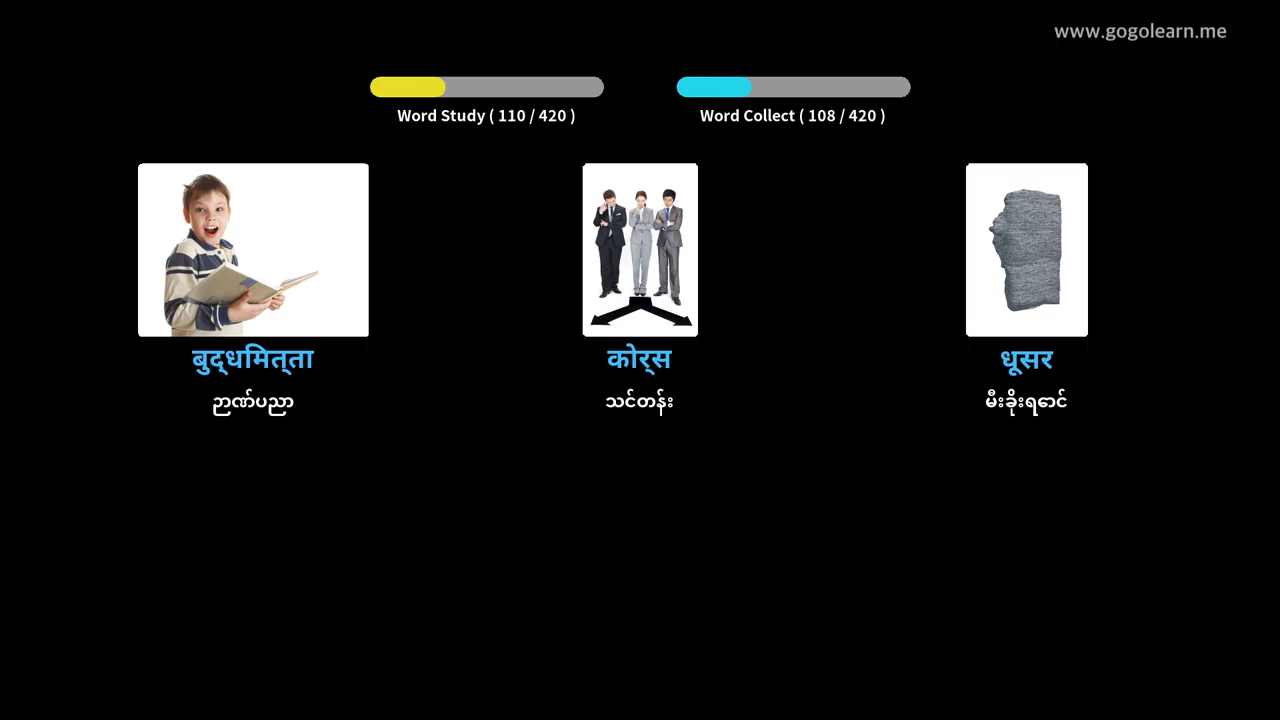 www.gogolearn.me
Word Study ( 110 / 420 )
Word Collect ( 108 / 420 )
बुद्धमित्ता
कोर्स
धूसर
ဉာဏ်ပညာ
သင်တန်း
မီးခိုးရောင်